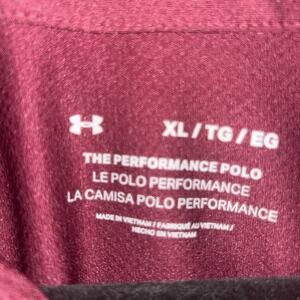 XL / TG / EG
THE PERFORMANCE POLO
LE POLO PERFORMANCE
LA CAMISA POLO PERFORMANCE
MADE IN VIETNAM / FABRIQUÉ AU VIETNAM /
HECHO EN VIETNAM